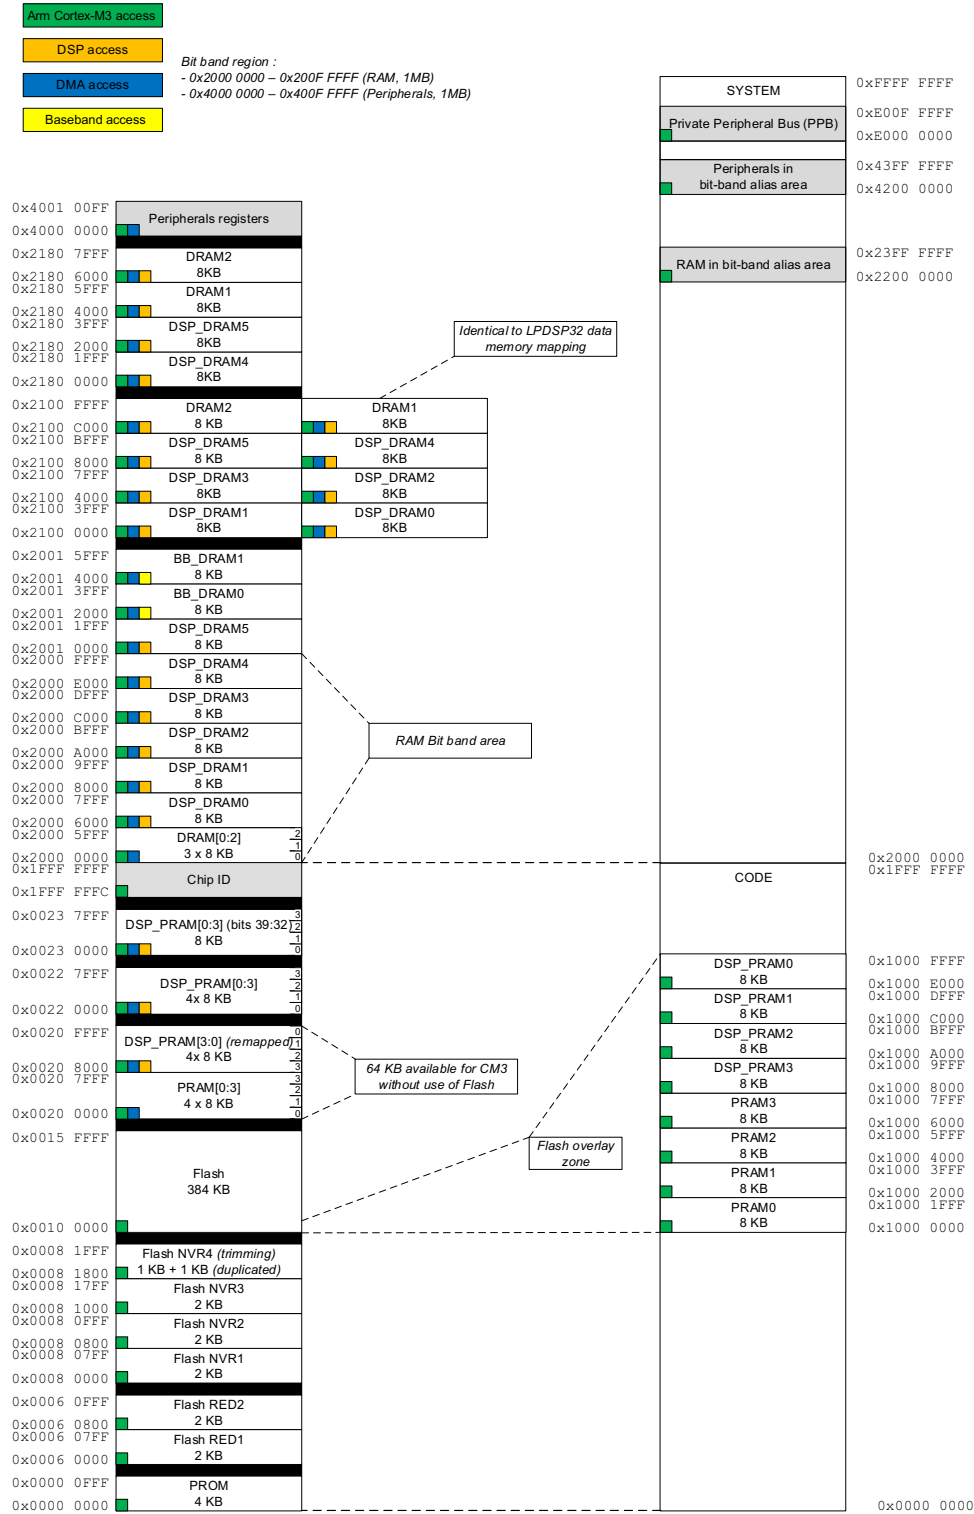 Arm Cortex-M3 access
DSP access
DMA access
Baseband access
Bit band region :
- 0x2000 0000 – 0x200F FFFF (RAM, 1MB)
- 0x4000 0000 – 0x400F FFFF (Peripherals, 1MB)
0x4001 00FF
Peripherals registers
0x4000 0000
0x2180 7FFF
DRAM2
8KB
0x2180 6000
0x2180 5FFF
DRAM1
8KB
0x2180 4000
0x2180 3FFF
DSP_DRAM5
8KB
0x2180 2000
0x2180 1FFF
DSP_DRAM4
8KB
0x2180 0000
Identical to LPDSP32 data
memory mapping
0x2100 FFFF
DRAM2
8 KB
DRAM1
8KB
0x2100 C000
0x2100 BFFF
DSP_DRAM5
8 KB
DSP_DRAM4
8KB
0x2100 8000
0x2100 7FFF
DSP_DRAM3
8KB
DSP_DRAM2
8KB
0x2100 4000
0x2100 3FFF
DSP_DRAM1
8KB
DSP_DRAM0
8KB
0x2100 0000
0x2001 5FFF
BB_DRAM1
8 KB
0x2001 4000
0x2001 3FFF
BB_DRAM0
8 KB
0x2001 2000
0x2001 1FFF
DSP_DRAM5
8 KB
0x2001 0000
0x2000 FFFF
DSP_DRAM4
8 KB
0x2000 E000
0x2000 DFFF
DSP_DRAM3
8 KB
0x2000 C000
0x2000 BFFF
DSP_DRAM2
8 KB
0x2000 A000
0x2000 9FFF
DSP_DRAM1
8 KB
0x2000 8000
0x2000 7FFF
DSP_DRAM0
8 KB
0x2000 6000
0x2000 5FFF
DRAM[0:2]
3 x 8 KB
2
1
0
0x2000 0000
RAM Bit band area
0x1FFF FFFF
Chip ID
0x1FFF FFFC
0x0023 7FFF
DSP_PRAM[0:3] (bits 39:32)
8 KB
3
2
1
0
0x0023 0000
0x0022 7FFF
DSP_PRAM[0:3]
4x 8 KB
3
2
1
0
0x0022 0000
0x0020 FFFF
DSP_PRAM[3:0] (remapped)
4x 8 KB
0
1
2
3
0x0020 8000
0x0020 7FFF
PRAM[0:3]
4 x 8 KB
3
2
1
0
0x0020 0000
64 KB available for CM3
without use of Flash
0x0015 FFFF
Flash
384 KB
0x0010 0000
Flash overlay
zone
0x0008 1FFF
Flash NVR4 (trimming)
1 KB + 1 KB (duplicated)
0x0008 1800
0x0008 17FF
Flash NVR3
2 KB
0x0008 1000
0x0008 0FFF
Flash NVR2
2 KB
0x0008 0800
0x0008 07FF
Flash NVR1
2 KB
0x0008 0000
0x0006 0FFF
Flash RED2
2 KB
0x0006 0800
0x0006 07FF
Flash RED1
2 KB
0x0006 0000
0x0000 0FFF
PROM
4 KB
0x0000 0000
SYSTEM
0xFFFF FFFF
Private Peripheral Bus (PPB)
0xE00F FFFF
0xE000 0000
Peripherals in
bit-band alias area
0x43FF FFFF
0x4200 0000
RAM in bit-band alias area
0x23FF FFFF
0x2200 0000
0x2000 0000
0x1FFF FFFF
CODE
DSP_PRAM0
8 KB
0x1000 FFFF
0x1000 E000
DSP_PRAM1
8 KB
0x1000 DFFF
0x1000 C000
DSP_PRAM2
8 KB
0x1000 BFFF
0x1000 A000
DSP_PRAM3
8 KB
0x1000 9FFF
0x1000 8000
PRAM3
8 KB
0x1000 7FFF
0x1000 6000
PRAM2
8 KB
0x1000 5FFF
0x1000 4000
PRAM1
8 KB
0x1000 3FFF
0x1000 2000
PRAM0
8 KB
0x1000 1FFF
0x1000 0000
0x0000 0000